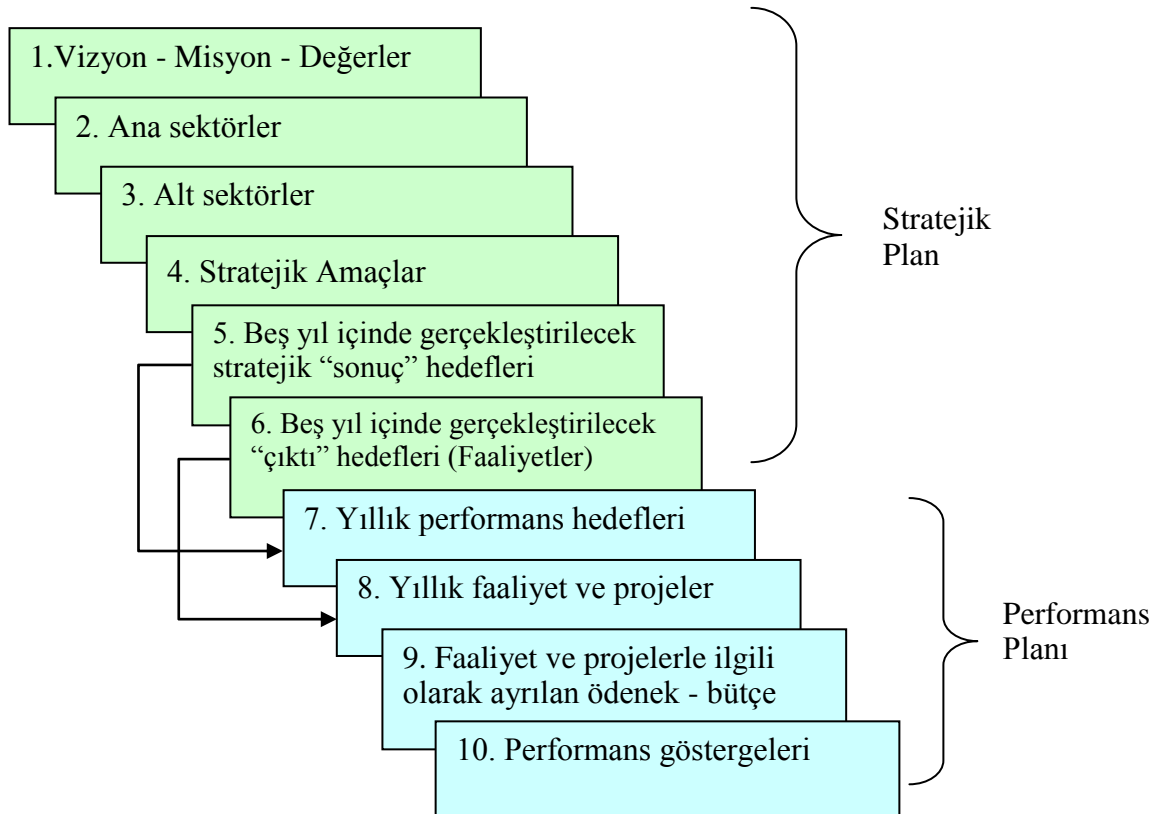 1.Vizyon - Misyon - Değerler
2. Ana sektörler
3. Alt sektörler
4. Stratejik Amaçlar
5. Beş yıl içinde gerçekleştirilecek
stratejik “sonuç” hedefleri
6. Beş yıl içinde gerçekleştirilecek
“çıktı” hedefleri (Faaliyetler)
Stratejik
Plan
7. Yıllık performans hedefleri
8. Yıllık faaliyet ve projeler
9. Faaliyet ve projelerle ilgili
olarak ayrılan ödenek - bütçe
10. Performans göstergeleri
Performans
Planı